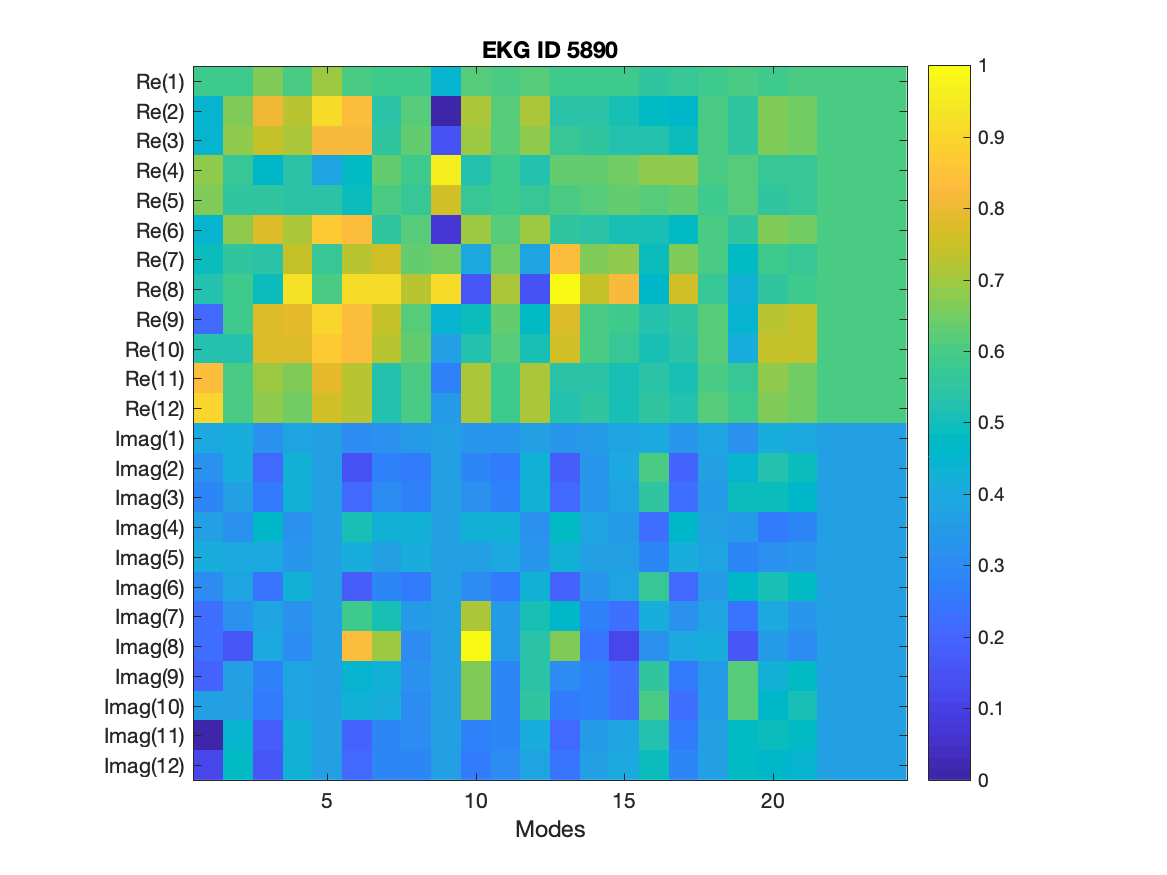 EKG ID 5890
Re(1)
Re(2)
Re(3)
Re(4)
Re(5)
Re(6)
Re(7)
Re(8)
Re(9)
Re(10)
Re(11)
Re(12)
Imag(1)
Imag(2)
Imag(3)
Imag(4)
Imag(5)
Imag(6)
Imag(7)
Imag(8)
Imag(9)
Imag(10)
Imag(11)
Imag(12)
5 10 15 20
Modes
1
0.9
0.8
0.7
0.6
0.5
0.4
0.3
0.2
0.1
0